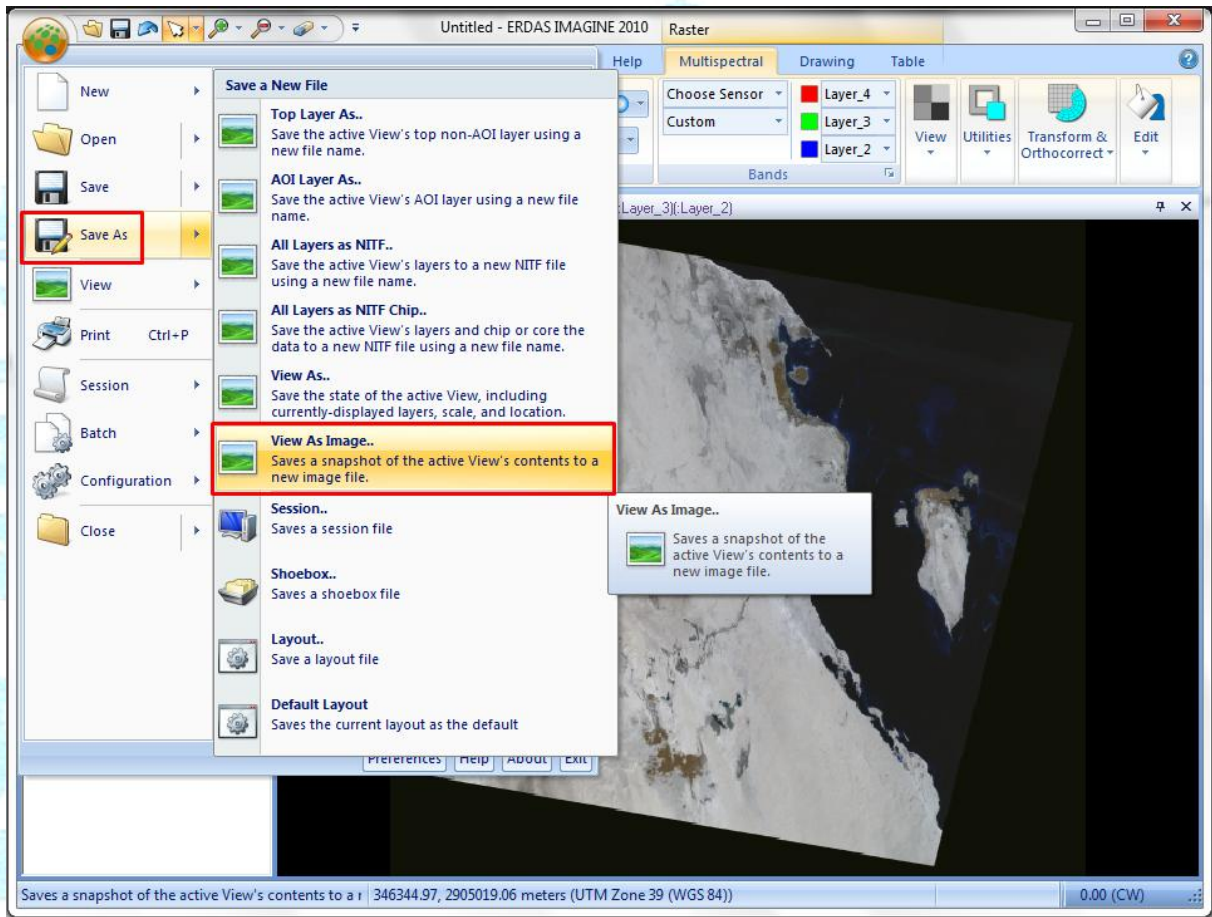 Untitled - ERDAS IMAGINE 2010
Raster
Help
Multispectral
Drawing
Table
New
Open
Save
Save As
View
Print Ctrl+P
Session
Batch
Configuration
Close
Save a New File
Top Layer As..
Save the active View's top non-AOI layer using a
new file name.
AOI Layer As..
Save the active View's AOI layer using a new file
name.
All Layers as NITF..
Save the active View's layers to a new NITF file
using a new file name.
All Layers as NITF Chip..
Save the active View's layers and chip or core the
data to a new NITF file using a new file name.
View As..
Save the state of the active View, including
currently-displayed layers, scale, and location.
View As Image..
Saves a snapshot of the active View's contents to a
new image file.
Session..
Saves a session file
Shoebox..
Saves a shoebox file
Layout..
Save a layout file
Default Layout
Saves the current layout as the default
Preferences Help About Exit
Choose Sensor
Custom
Layer_4
Layer_3
Layer_2
Bands
View
Utilities
Transform &
Orthocorrect
Edit
:Layer_3)(:Layer_2)
View As Image..
Saves a snapshot of the
active View's contents to a
new image file.
Saves a snapshot of the active View's contents to a
346344.97, 2905019.06 meters (UTM Zone 39 (WGS 84))
0.00 (CW)